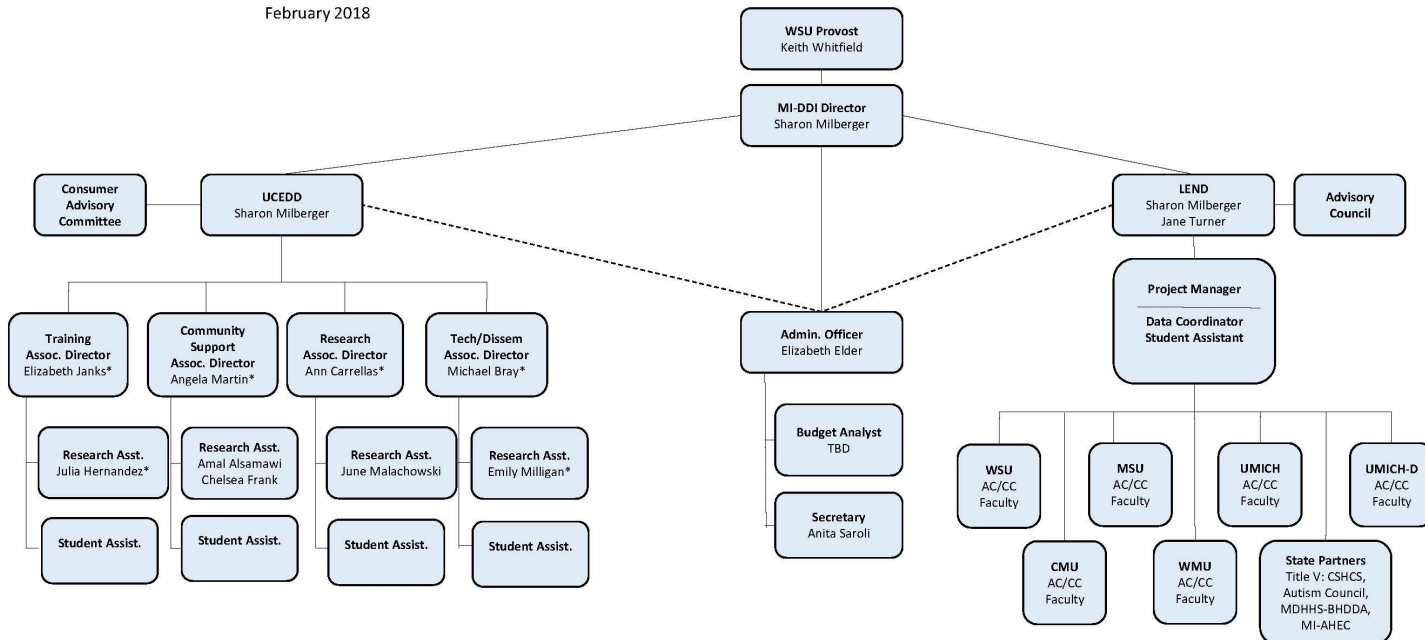 February 2018
WSU Provost
Keith Whitfield
MI-DDI Director
Sharon Milberger
Consumer
Advisory
Committee
UCEDD
Sharon Milberger
LEND
Sharon Milberger
Jane Turner
Advisory
Council
Project Manager
Data Coordinator
Student Assistant
Training
Assoc. Director
Elizabeth Janks*
Community
Support
Assoc. Director
Angela Martin*
Research
Assoc. Director
Ann Carrellas*
Tech/Dissem
Assoc. Director
Michael Bray*
Admin. Officer
Elizabeth Elder
Research Asst.
Julia Hernandez*
Research Asst.
Amal Alsamawi
Chelsea Frank
Research Asst.
June Malachowski
Research Asst.
Emily Milligan*
Budget Analyst
TBD
Student Assist.
Student Assist.
Student Assist.
Student Assist.
Secretary
Anita Saroli
WSU
AC/CC
Faculty
MSU
AC/CC
Faculty
UMICH
AC/CC
Faculty
UMICH-D
AC/CC
Faculty
CMU
AC/CC
Faculty
WMU
AC/CC
Faculty
State Partners
Title V: CSHCS,
Autism Council,
MDHHS-BHDDA,
MI-AHEC